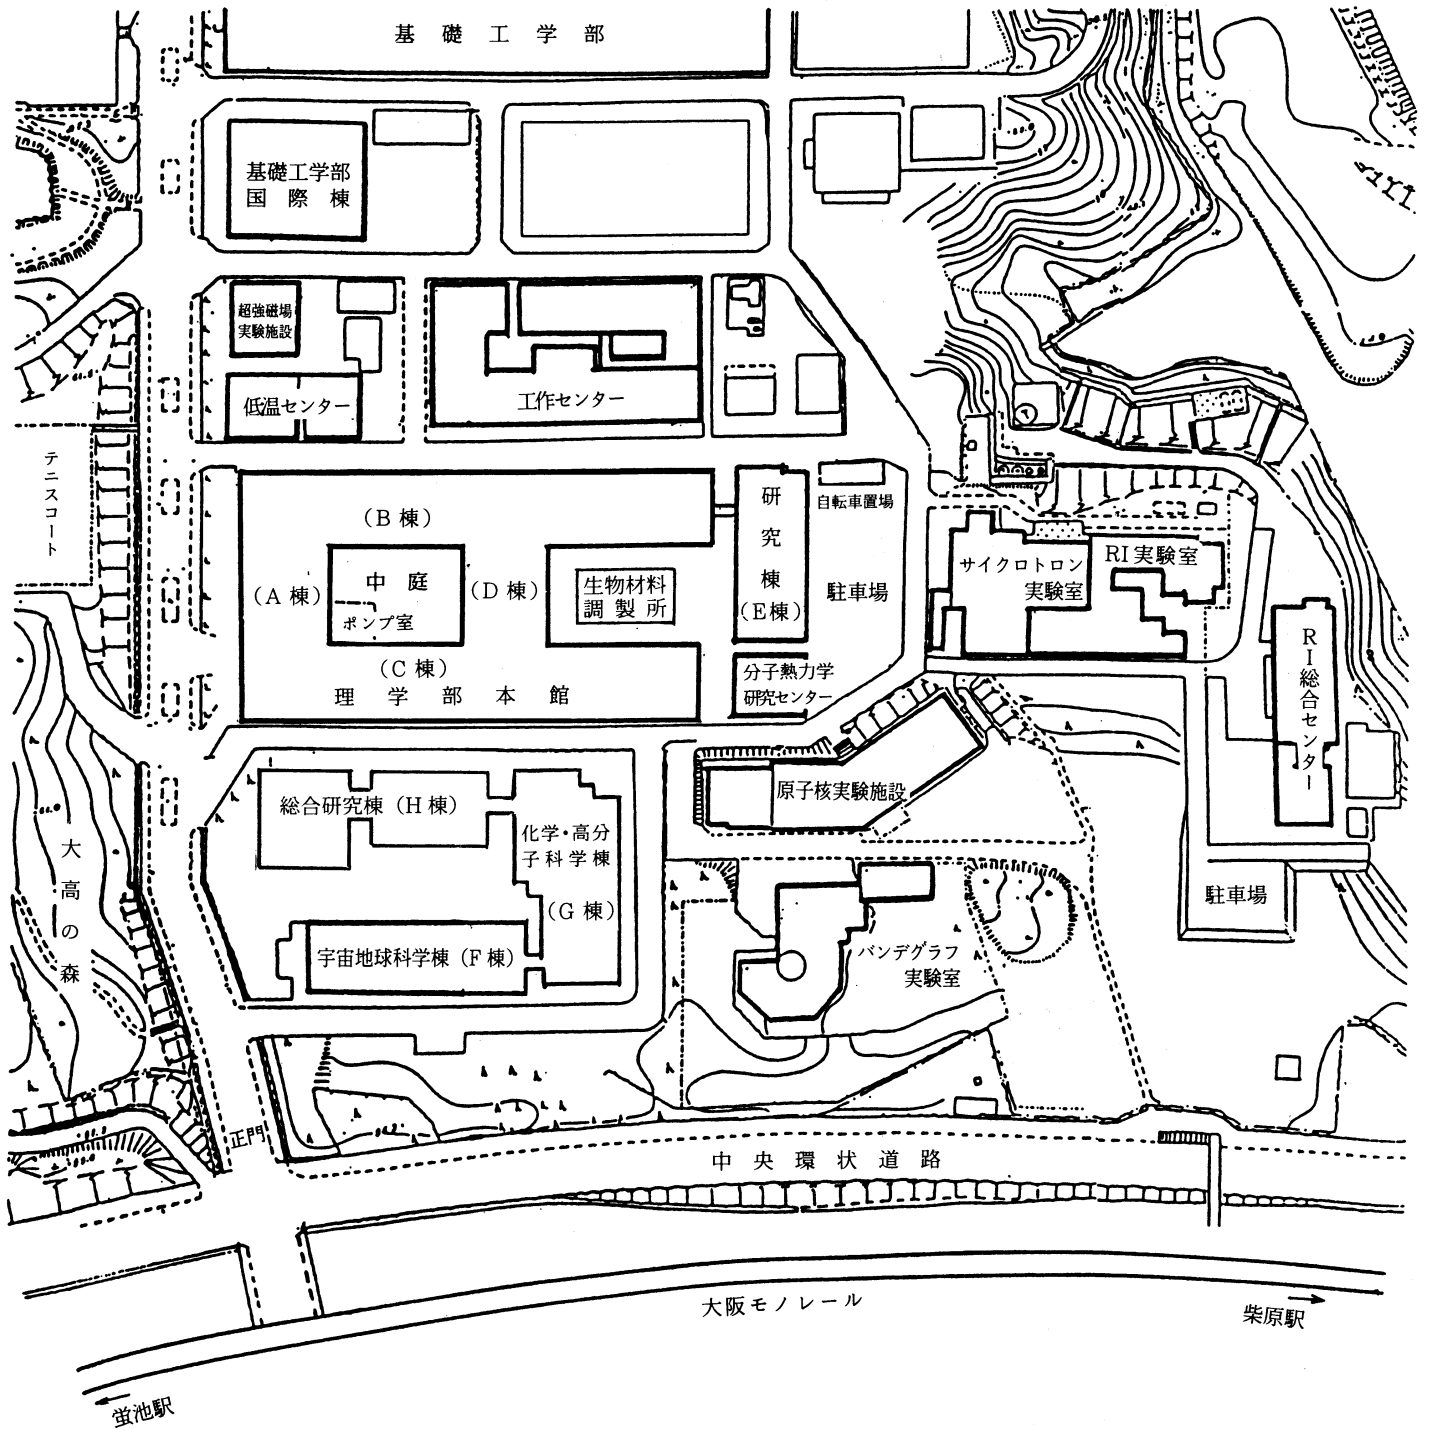 基礎工学部
基礎工学部
国際棟
超強磁場
実験施設
低温センター
工作センター
テニスコート
(B棟)
研究棟
(E棟)
自転車置場
駐車場
サイクロトロン
実験室
RI実験室
中庭
(A棟)
(D棟)
生物材料
調製所
ポンプ室
(C棟)
理学部本館
分子熱力学
研究センター
RI総合センター
原子核実験施設
総合研究棟(H棟)
化学・高分
子科学棟
(G棟)
大高の森
宇宙地球科学棟(F棟)
バンデグラフ
実験室
駐車場
正門
中央環状道路
大阪モノレール
柴原駅
蛍池駅